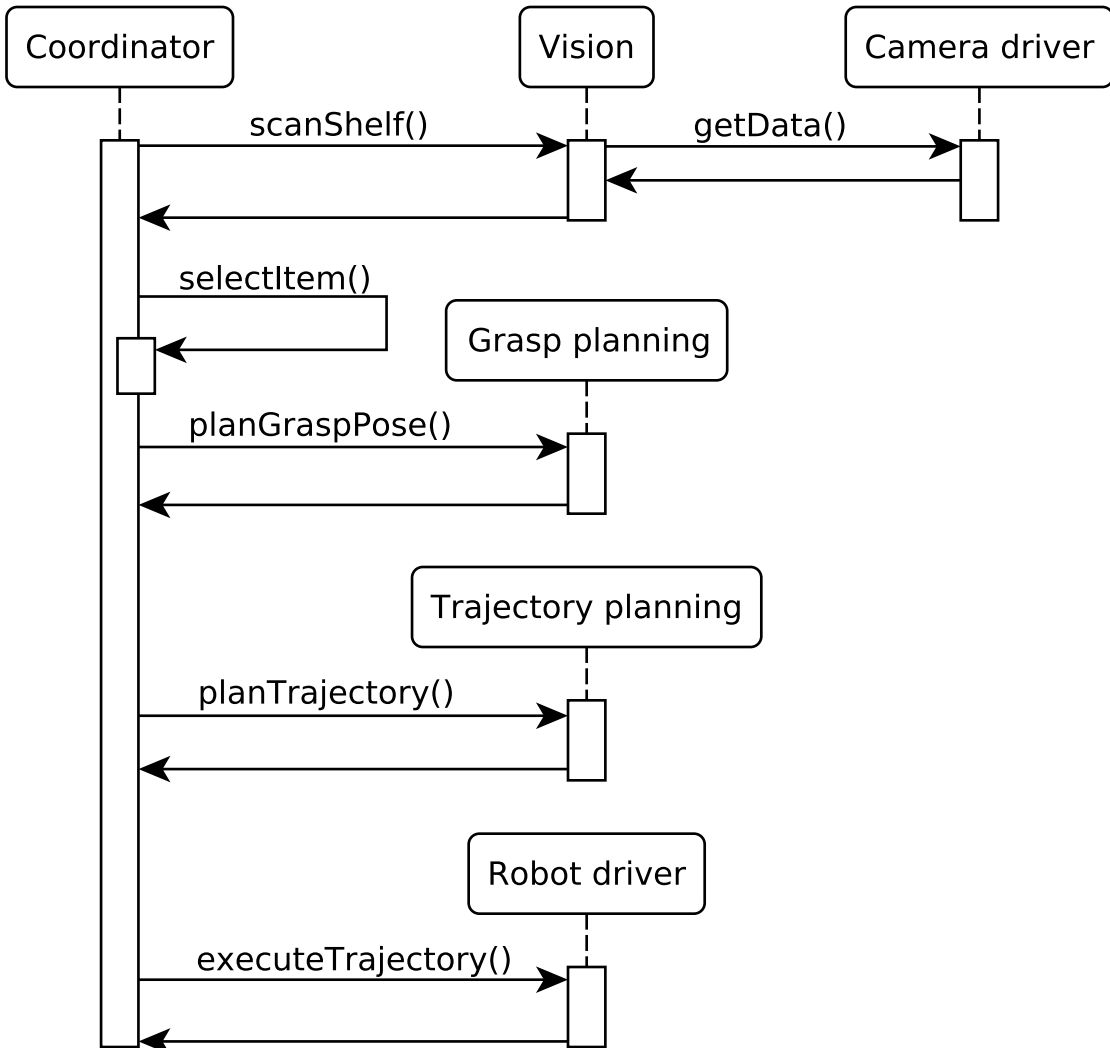 Coordinator
Vision
Camera driver
scanShelf()
getData()
selectItem()
Grasp planning
planGraspPose()
Trajectory planning
planTrajectory()
Robot driver
executeTrajectory()